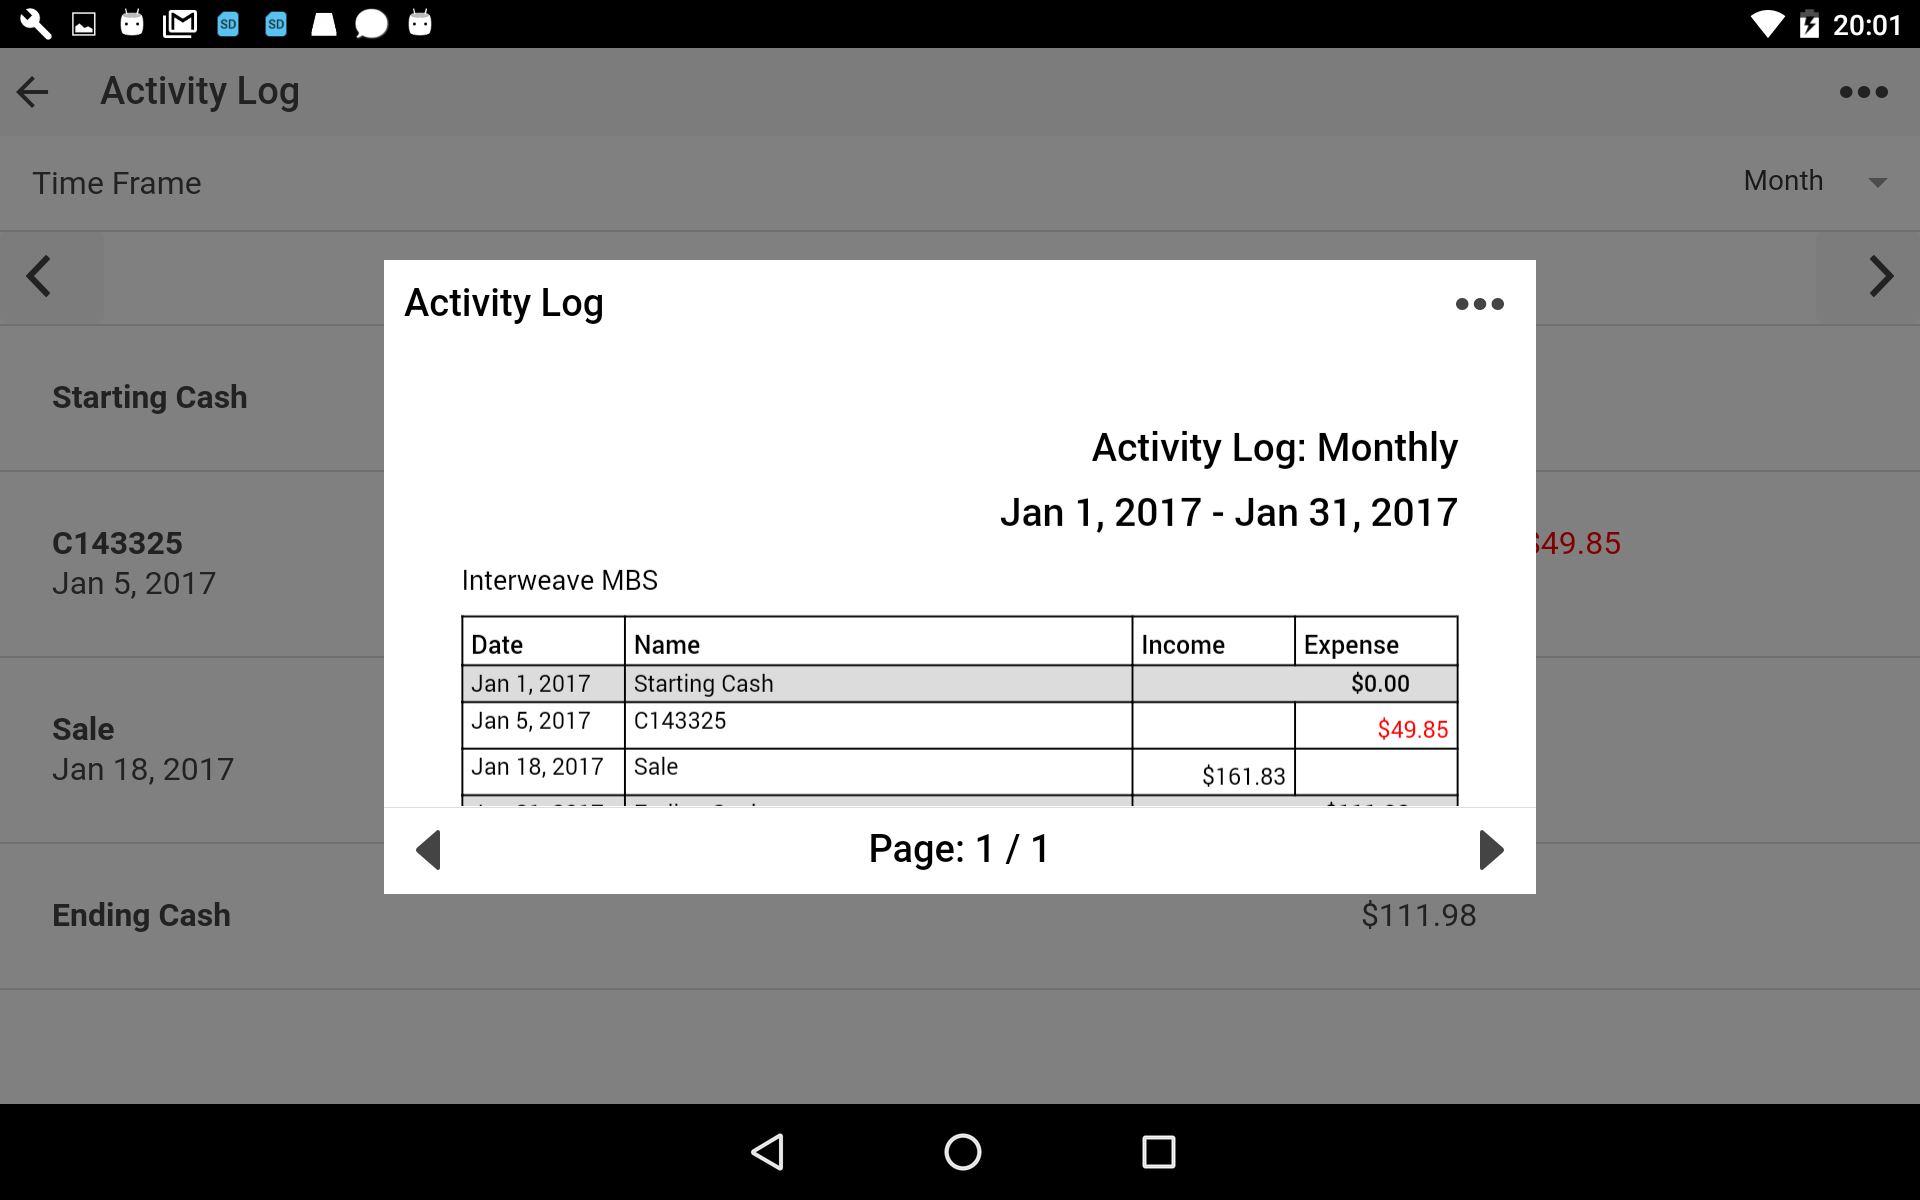 SD SD 20:01
Activity Log
Time Frame Month
Starting Cash
C143325 $49.85
Jan 5, 2017
Sale
Jan 18, 2017
Ending Cash $111.98
Activity Log
Activity Log: Monthly
Jan 1, 2017 - Jan 31, 2017
Interweave MBS
Date Name Income Expense
Jan 1, 2017 Starting Cash $0.00
Jan 5, 2017 C143325 $49.85
Jan 18, 2017 Sale $161.83
Page: 1 / 1